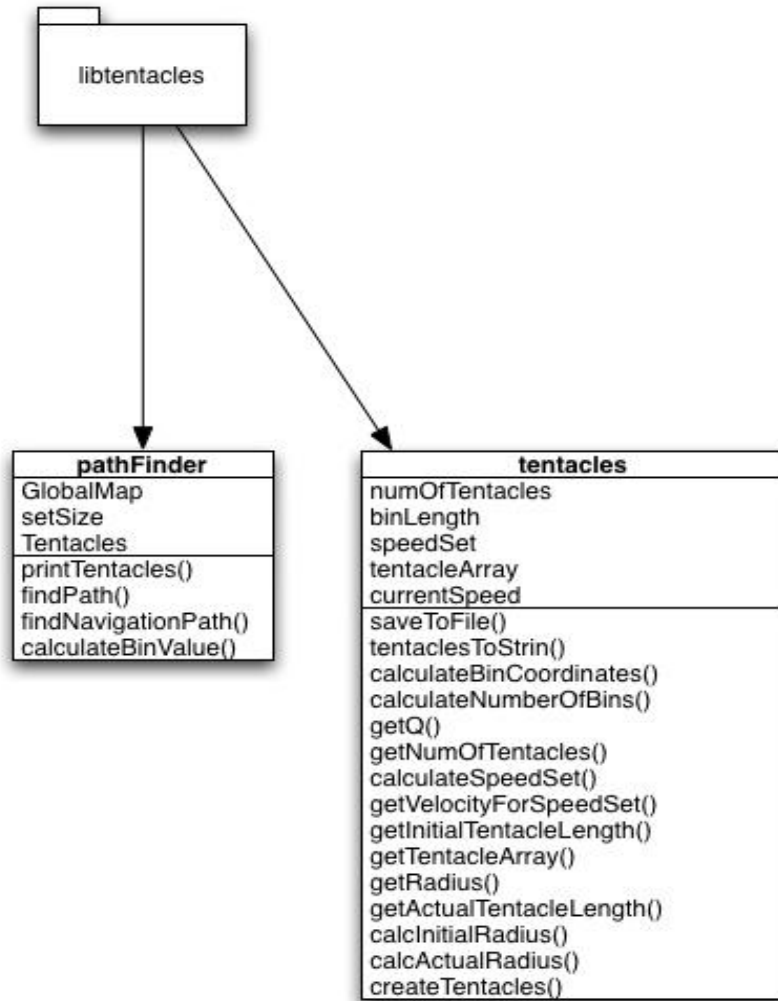 libtentacles
pathFinder
GlobalMap
setSize
Tentacles
printTentacles()
findPath()
findNavigationPath()
calculateBinValue()
tentacles
numOfTentacles
binLength
speedSet
tentacleArray
currentSpeed
saveToFile()
tentaclesToStrin()
calculateBinCoordinates()
calculateNumberOfBins()
getQ()
getNumOfTentacles()
calculateSpeedSet()
getVelocityForSpeedSet()
getInitialTentacleLength()
getTentacleArray()
getRadius()
getActualTentacleLength()
calcInitialRadius()
calcActualRadius()
createTentacles()